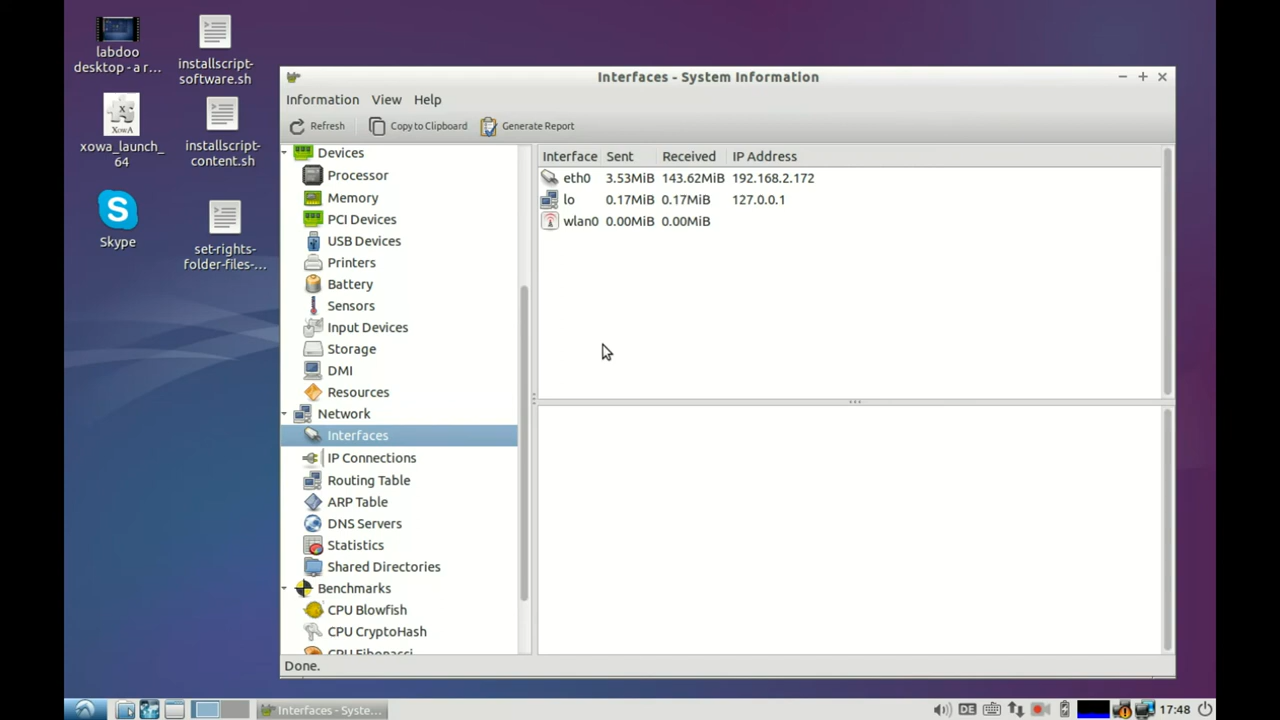 labdoo
desktop - a r...
installscript-
software.sh
xowa_launch_
64
XOWA
installscript-
content.sh
Skype
set-rights-
folder-files-...
Interfaces - System Information
Information View Help
Refresh Copy to Clipboard Generate Report
Devices
Processor
Memory
PCI Devices
USB Devices
Printers
Battery
Sensors
Input Devices
Storage
DMI
Resources
Network
Interfaces
IP Connections
Routing Table
ARP Table
DNS Servers
Statistics
Shared Directories
Benchmarks
CPU Blowfish
CPU CryptoHash
CPU Fibonacci
Interface Sent Received IP Address
eth0 3.53MiB 143.62MiB 192.168.2.172
lo 0.17MiB 0.17MiB 127.0.0.1
wlan0 0.00MiB 0.00MiB
Done.
Interfaces - Syste...
DE
17:48